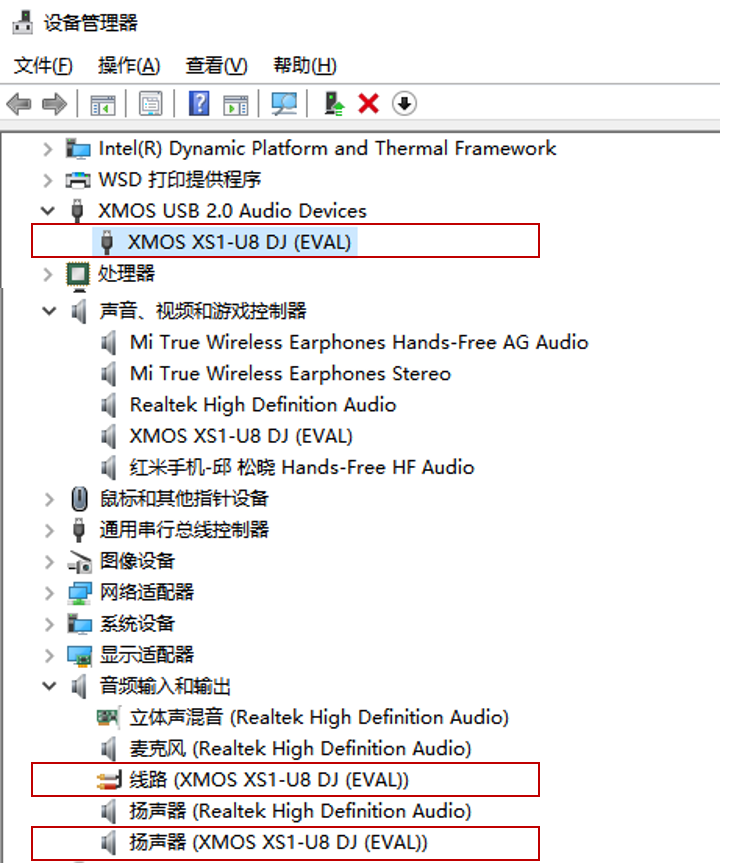 设备管理器
文件(F) 操作(A) 查看(V) 帮助(H)
Intel(R) Dynamic Platform and Thermal Framework
WSD 打印提供程序
XMOS USB 2.0 Audio Devices
XMOS XS1-U8 DJ (EVAL)
处理器
声音、视频和游戏控制器
Mi True Wireless Earphones Hands-Free AG Audio
Mi True Wireless Earphones Stereo
Realtek High Definition Audio
XMOS XS1-U8 DJ (EVAL)
红米手机-邱 松晓 Hands-Free HF Audio
鼠标和其他指针设备
通用串行总线控制器
图像设备
网络适配器
系统设备
显示适配器
音频输入和输出
立体声混音 (Realtek High Definition Audio)
麦克风 (Realtek High Definition Audio)
线路 (XMOS XS1-U8 DJ (EVAL))
扬声器 (Realtek High Definition Audio)
扬声器 (XMOS XS1-U8 DJ (EVAL))